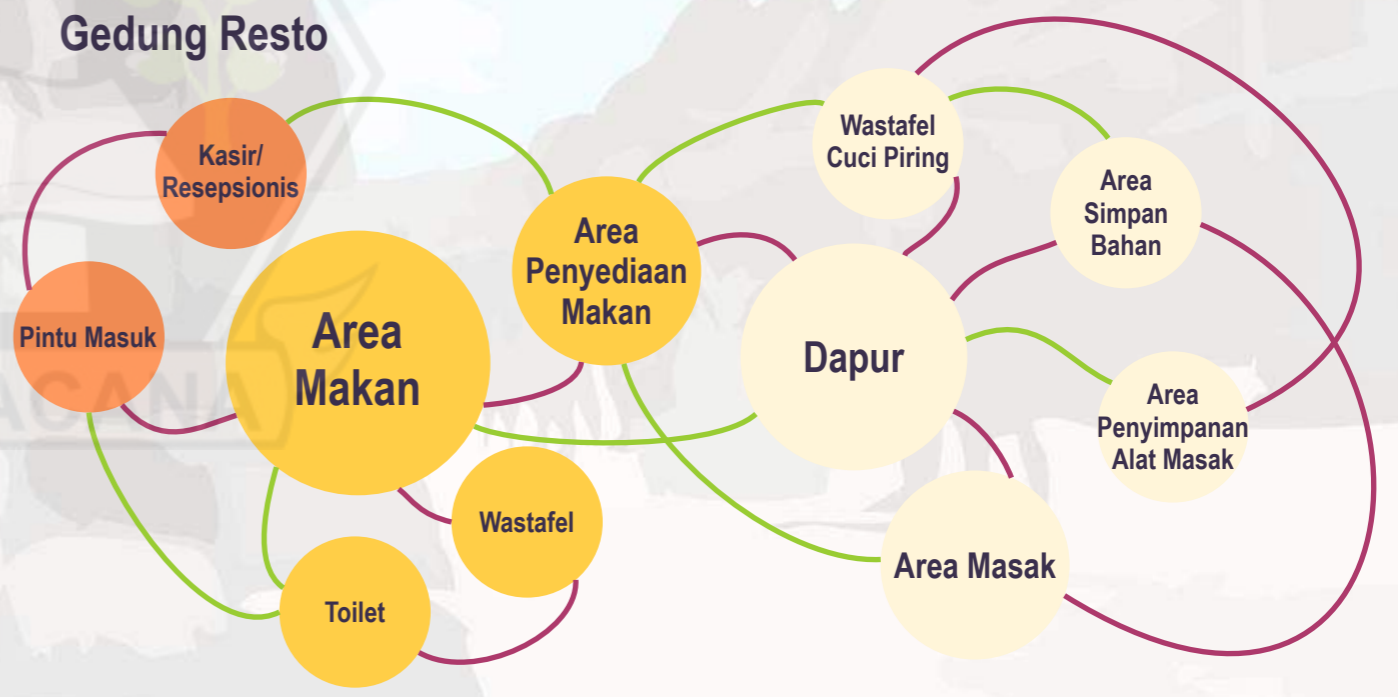 Gedung Resto
Kasir/
Resepsionis
Pintu Masuk
Area
Makan
Area
Penyediaan
Makan
Wastafel
Toilet
Wastafel
Cuci Piring
Area
Simpan
Bahan
Dapur
Area
Penyimpanan
Alat Masak
Area Masak
ACANA